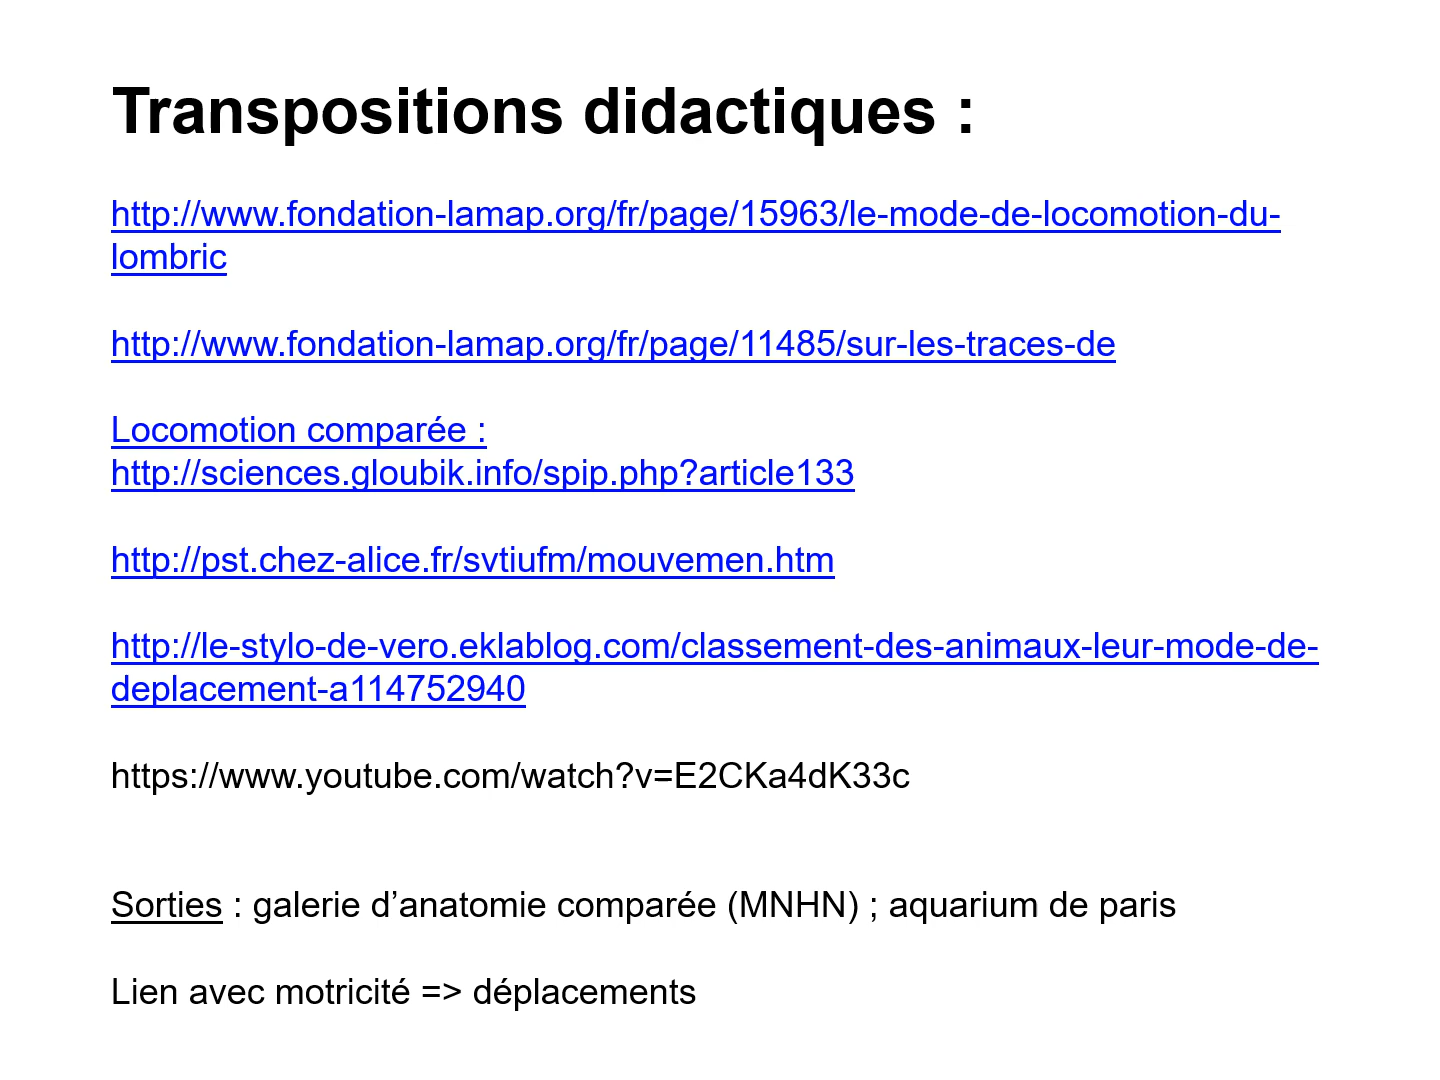 Transpositions didactiques :
http://www.fondation-lamap.org/fr/page/15963/le-mode-de-locomotion-du-
lombric
http://www.fondation-lamap.org/fr/page/11485/sur-les-traces-de
Locomotion comparée :
http://sciences.gloubik.info/spip.php?article133
http://pst.chez-alice.fr/svtiufm/mouvemen.htm
http://le-stylo-de-vero.eklablog.com/classement-des-animaux-leur-mode-de-
deplacement-a114752940
https://www.youtube.com/watch?v=E2CKa4dK33c
Sorties : galerie d’anatomie comparée (MNHN) ; aquarium de paris
Lien avec motricité => déplacements